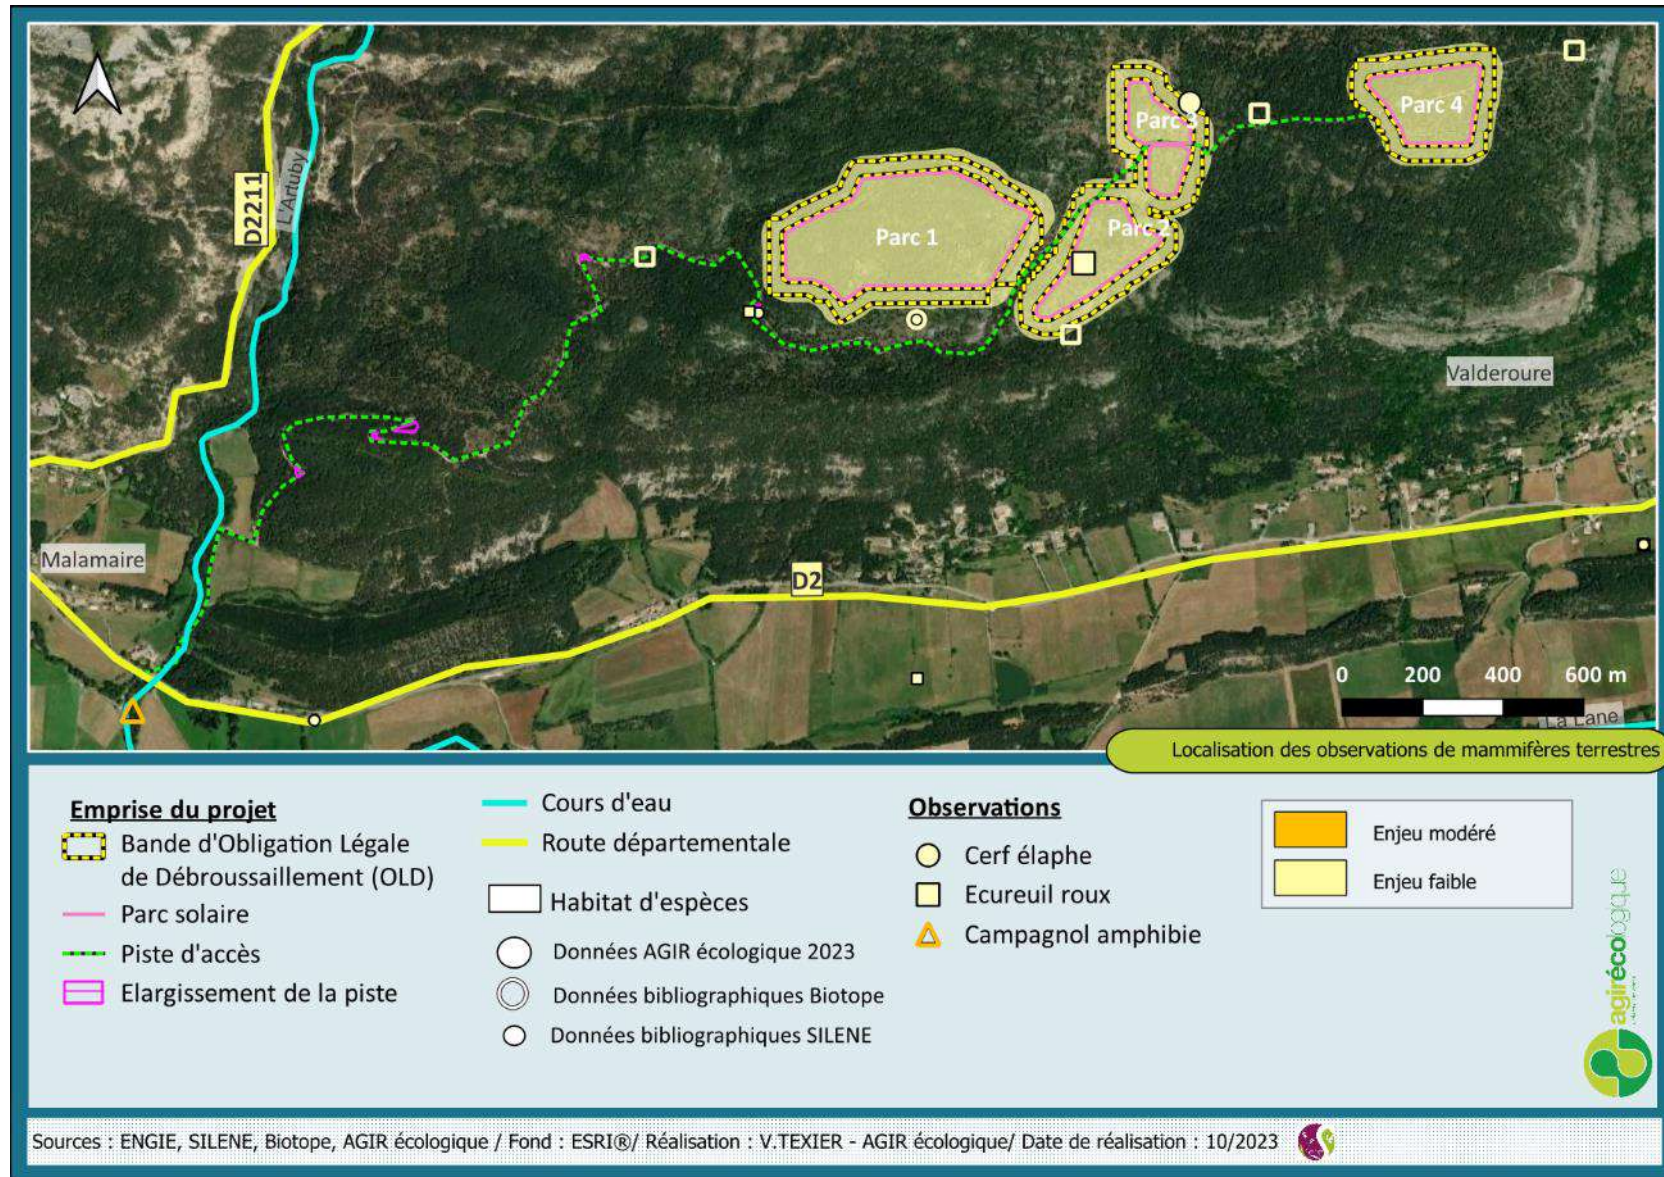 Parc 4
Parc 3
D2211
L'Artuby
Parc 2
Parc 1
Valderoure
Malamaire
D2
0 200 400 600 m
La Lane
Localisation des observations de mammifères terrestres
Emprise du projet
Bande d'Obligation Légale
de Débroussaillement (OLD)
Parc solaire
Piste d'accès
Elargissement de la piste
Cours d'eau
Route départementale
Habitat d'espèces
Données AGIR écologique 2023
Données bibliographiques Biotope
Données bibliographiques SILENE
Observations
Cerf élaphe
Ecureuil roux
Campagnol amphibie
Enjeu modéré
Enjeu faible
agirécologique
Sources : ENGIE, SILENE, Biotope, AGIR écologique / Fond : ESRI®/ Réalisation : V.TEXIER - AGIR écologique/ Date de réalisation : 10/2023